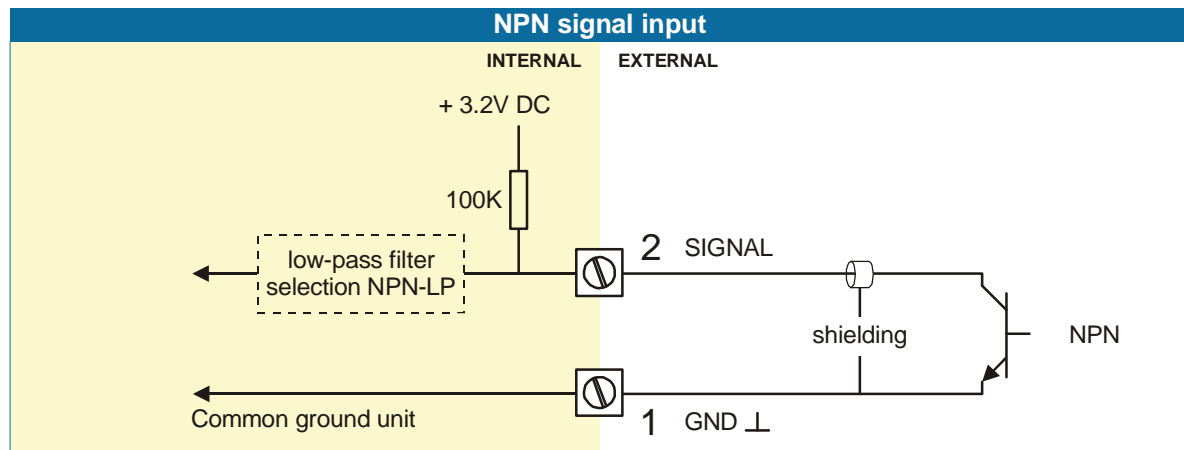 NPN signal input
INTERNAL EXTERNAL
+ 3.2V DC
100K
low-pass filter
selection NPN-LP
2 SIGNAL
shielding
NPN
Common ground unit
1 GND ⊥